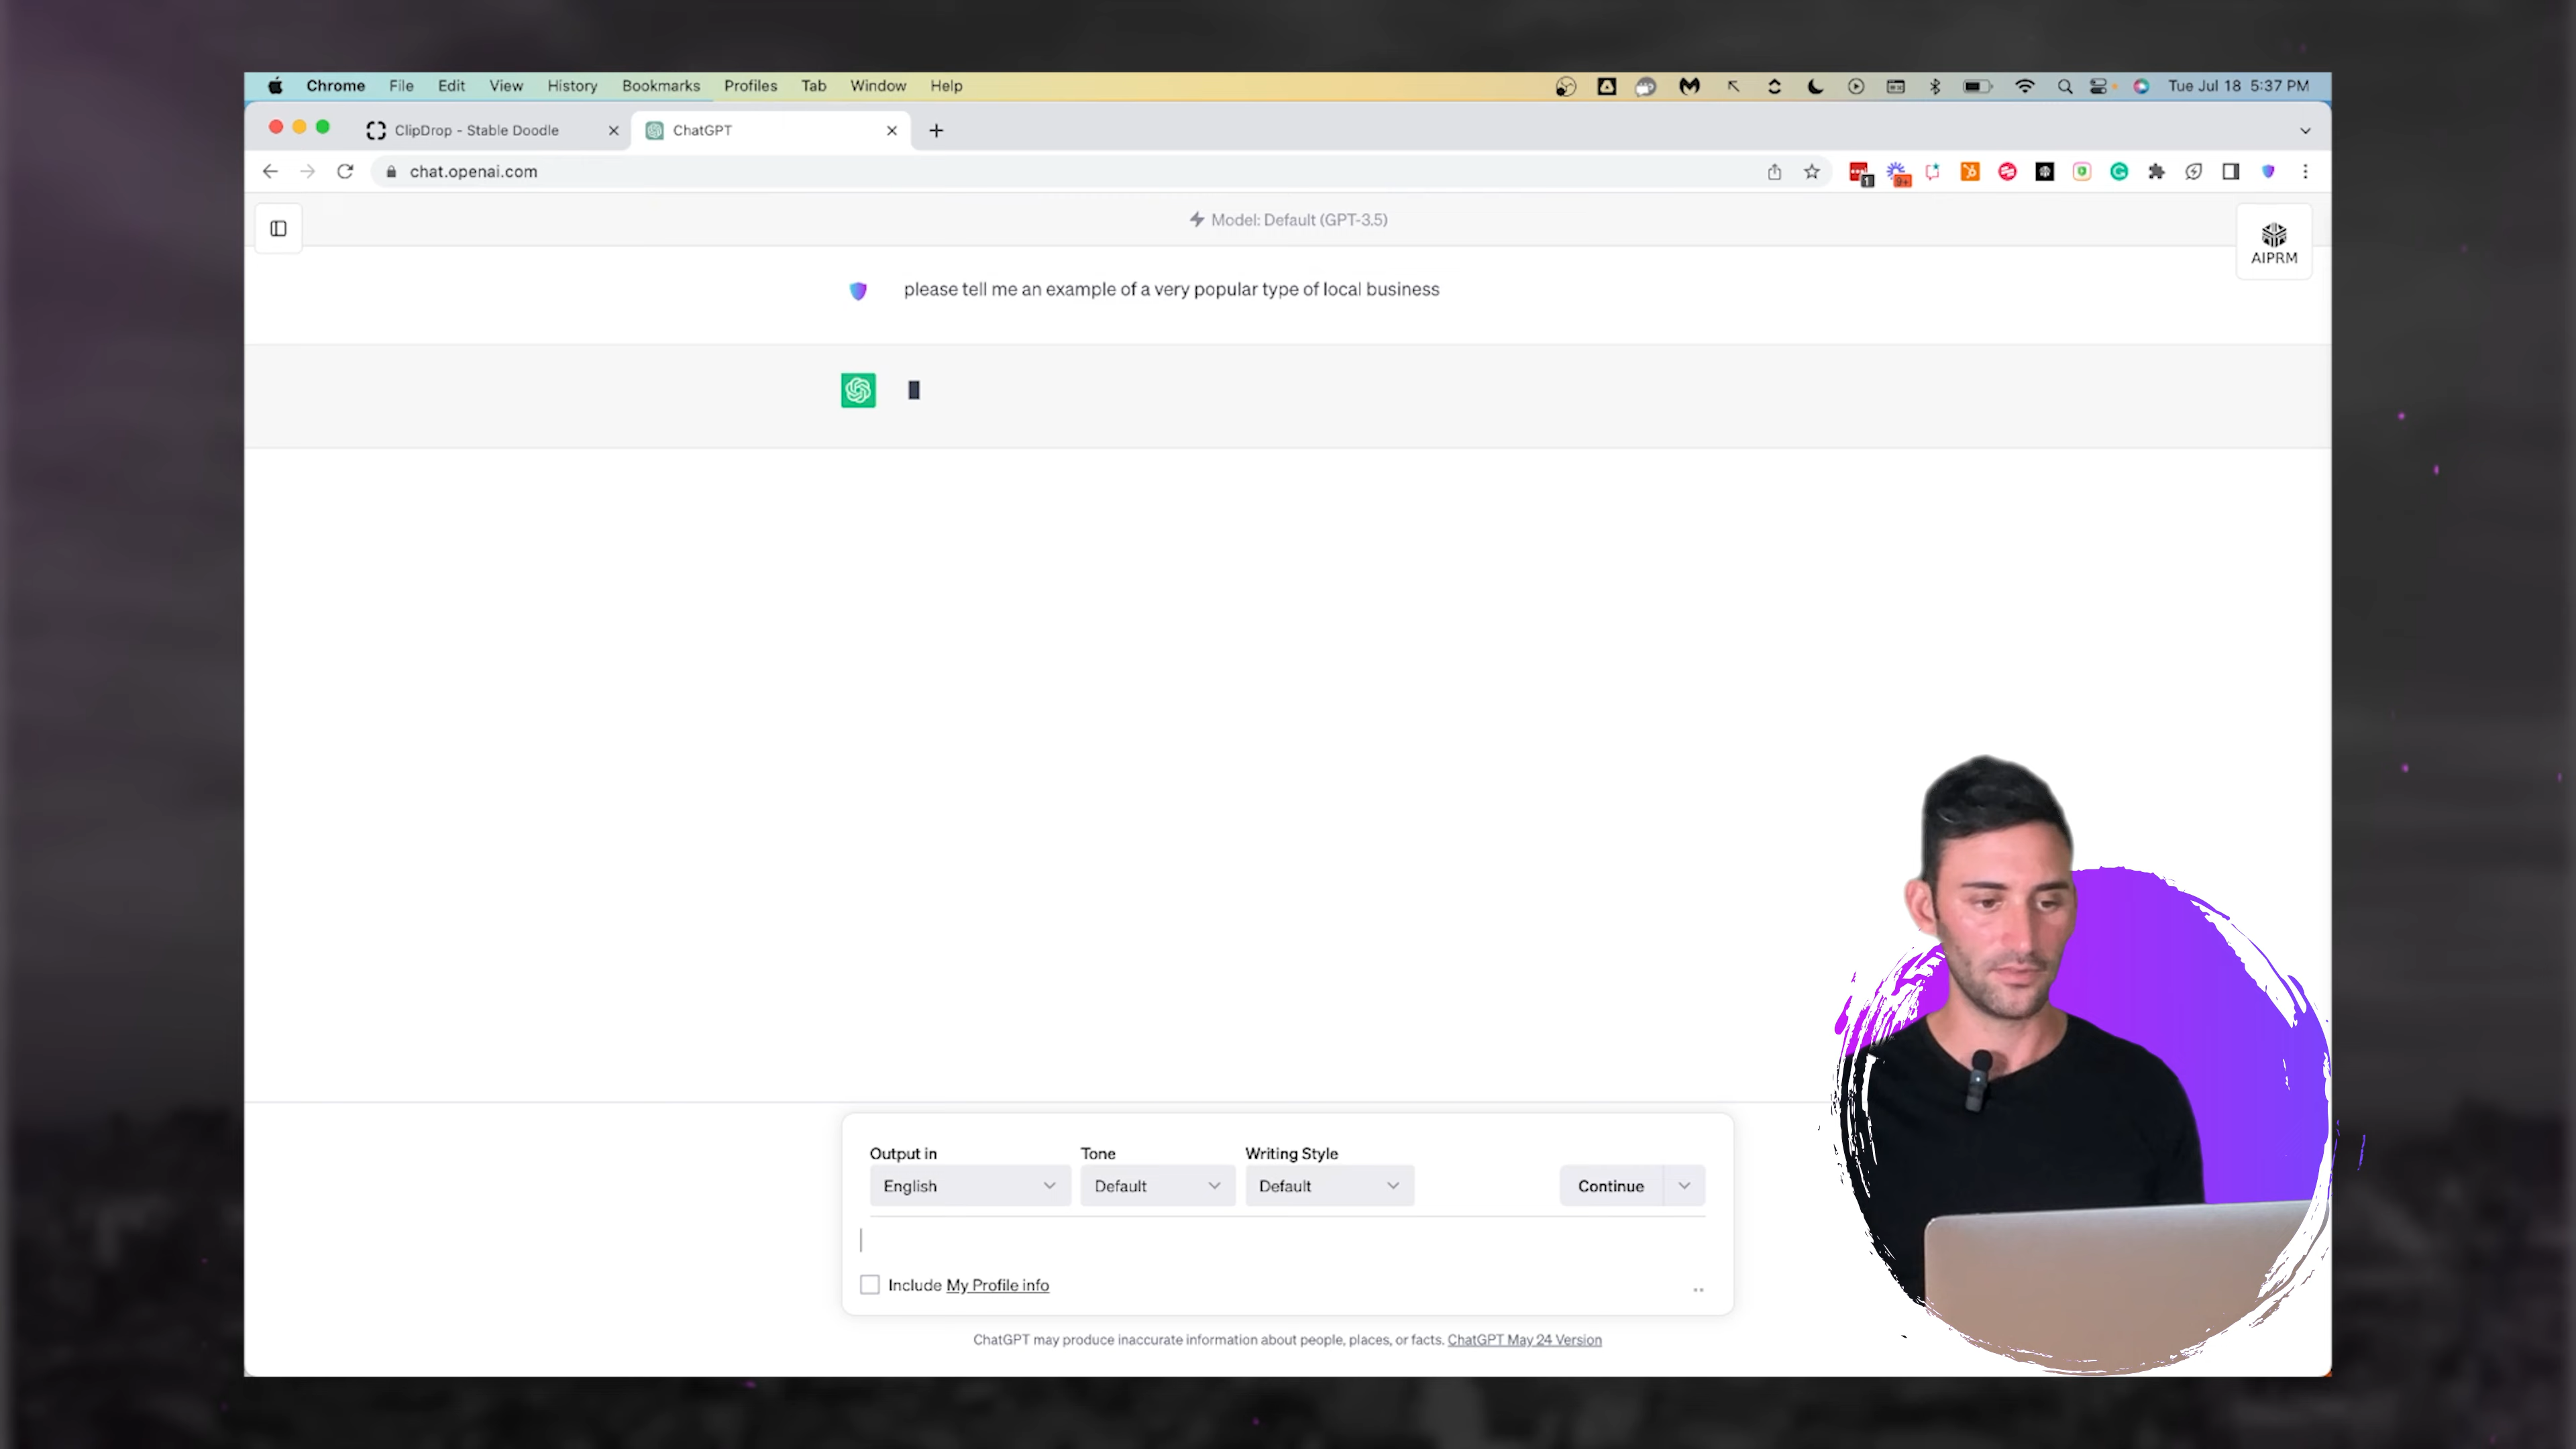 Chrome File Edit View History Bookmarks Profiles Tab Window Help Tue Jul 18 5:37 PM
ClipDrop - Stable Doodle ChatGPT
chat.openai.com
1
9+
Model: Default (GPT-3.5)
AIPRM
please tell me an example of a very popular type of local business
Output in Tone Writing Style
English Default Default Continue
Include My Profile info
ChatGPT may produce inaccurate information about people, places, or facts. ChatGPT May 24 Version